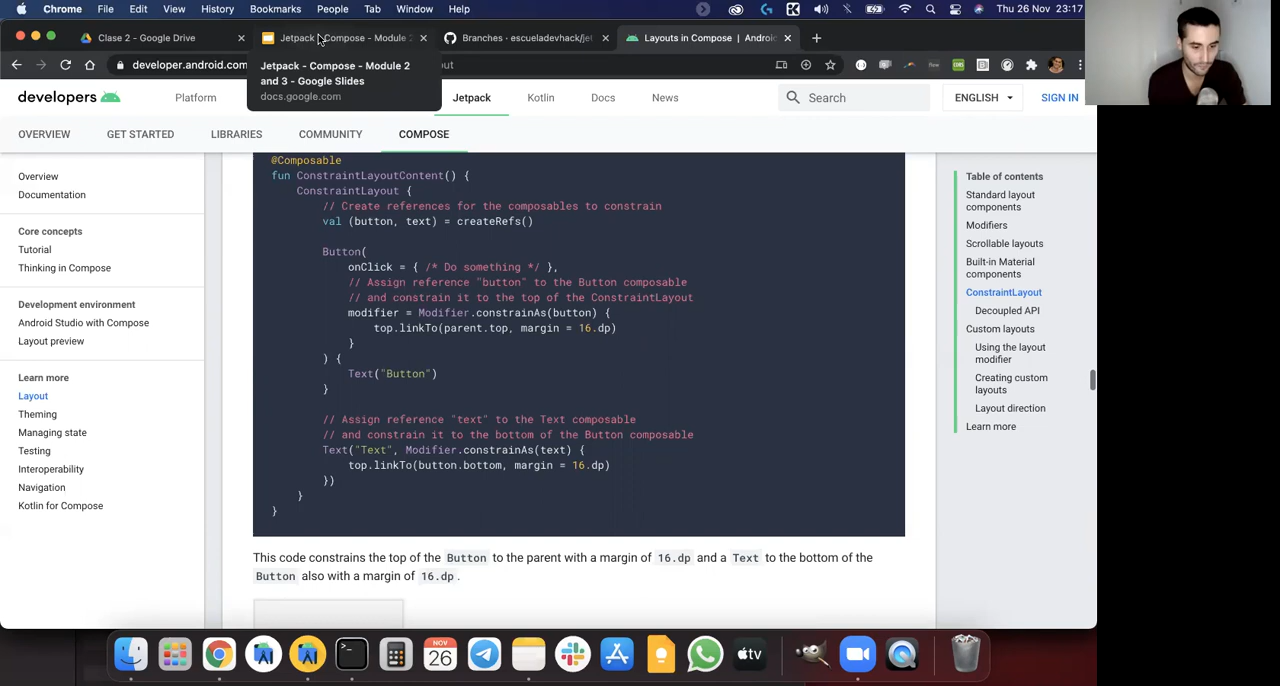 Chrome File Edit View History Bookmarks People Tab Window Help Thu 26 Nov 23:17
Clase 2 - Google Drive Jetpack - Compose - Module 2 Branches · escueladevhack/jet Layouts in Compose | Androi
developer.android.com out
Jetpack - Compose - Module 2
and 3 - Google Slides
docs.google.com
developers Platform Jetpack Kotlin Docs News Search ENGLISH SIGN IN
OVERVIEW GET STARTED LIBRARIES COMMUNITY COMPOSE
Overview
Documentation
Core concepts
Tutorial
Thinking in Compose
Development environment
Android Studio with Compose
Layout preview
Learn more
Layout
Theming
Managing state
Testing
Interoperability
Navigation
Kotlin for Compose
@Composable
fun ConstraintLayoutContent() {
ConstraintLayout {
// Create references for the composables to constrain
val (button, text) = createRefs()
Button(
onClick = { /* Do something */ },
// Assign reference "button" to the Button composable
// and constrain it to the top of the ConstraintLayout
modifier = Modifier.constrainAs(button) {
top.linkTo(parent.top, margin = 16.dp)
}
) {
Text("Button")
}
// Assign reference "text" to the Text composable
// and constrain it to the bottom of the Button composable
Text("Text", Modifier.constrainAs(text) {
top.linkTo(button.bottom, margin = 16.dp)
})
}
}
This code constrains the top of the Button to the parent with a margin of 16.dp and a Text to the bottom of the
Button also with a margin of 16.dp .
Table of contents
Standard layout
components
Modifiers
Scrollable layouts
Built-in Material
components
ConstraintLayout
Decoupled API
Custom layouts
Using the layout
modifier
Creating custom
layouts
Layout direction
Learn more
NOV
26
tv